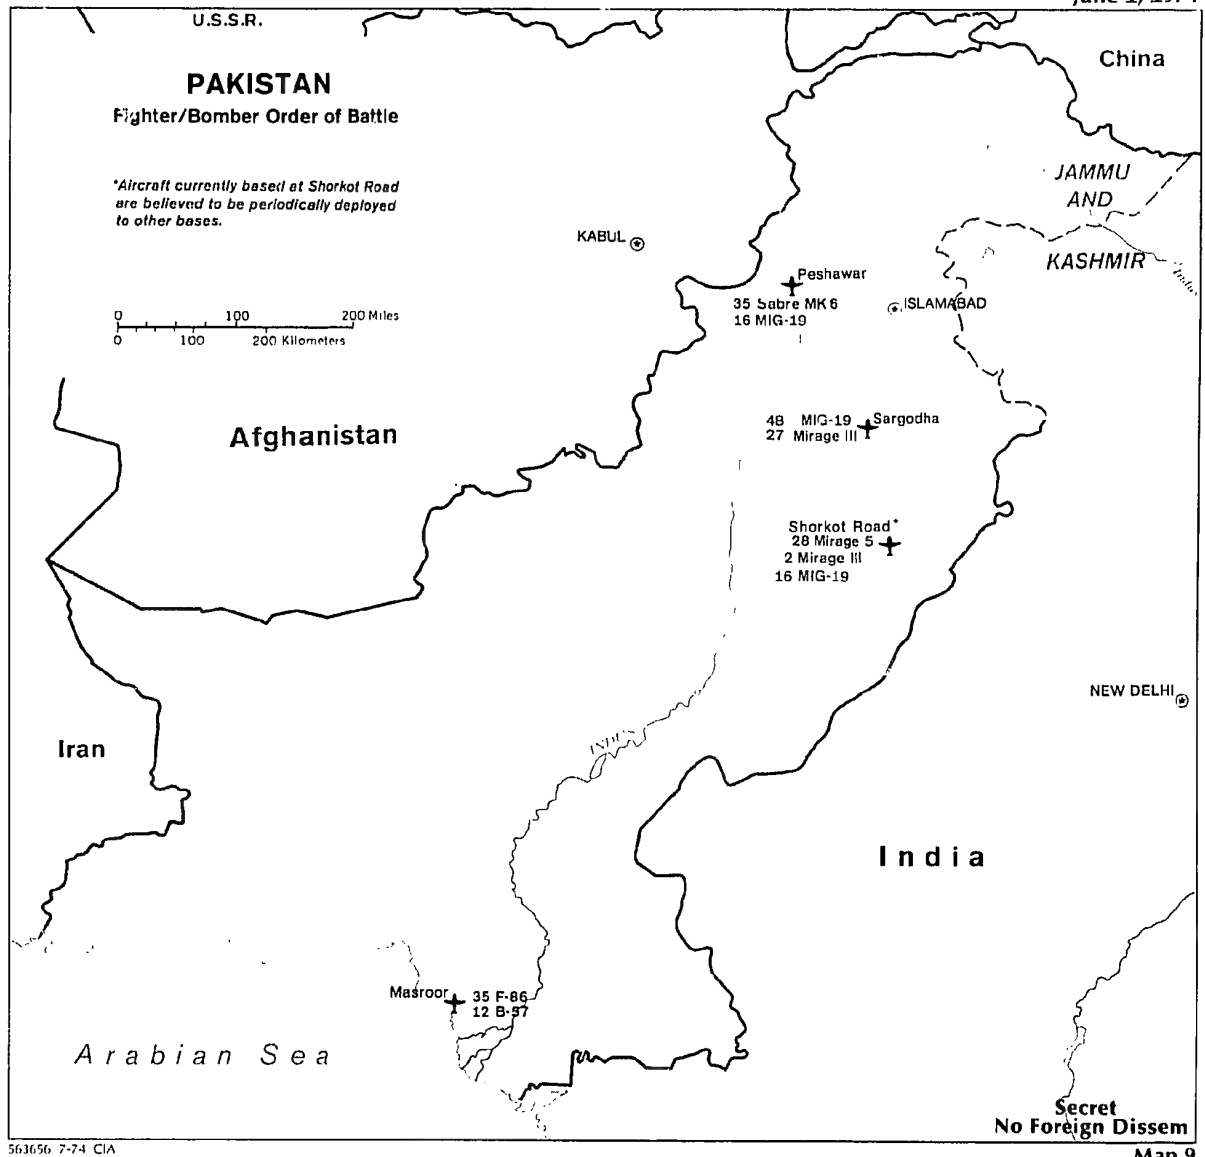 U.S.S.R.
China
PAKISTAN
Fighter/Bomber Order of Battle
*Aircraft currently based at Shorkot Road
are believed to be periodically deployed
to other bases.
JAMMU
AND
KASHMIR
KABUL
Peshawar
35 Sabre MK 6
16 MIG-19
ISLAMABAD
0 100 200 Miles
0 100 200 Kilometers
Afghanistan
48 MIG-19 Sargodha
27 Mirage III
Shorkot Road*
28 Mirage 5
2 Mirage III
16 MIG-19
NEW DELHI
Iran
India
Masroor 35 F-86
12 B-57
Arabian Sea
Secret
No Foreign Dissem
563656 7-74 CIA
Map 9